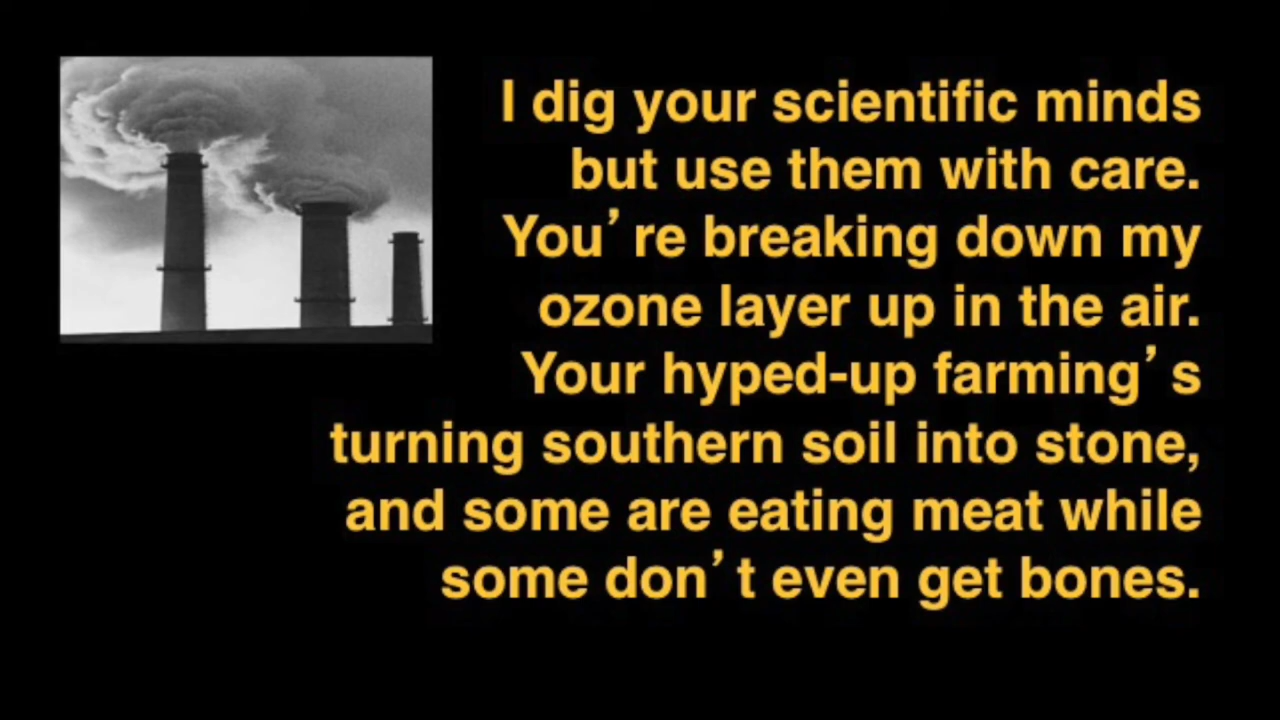 I dig your scientific minds
but use them with care.
You’re breaking down my
ozone layer up in the air.
Your hyped-up farming’s
turning southern soil into stone,
and some are eating meat while
some don’t even get bones.